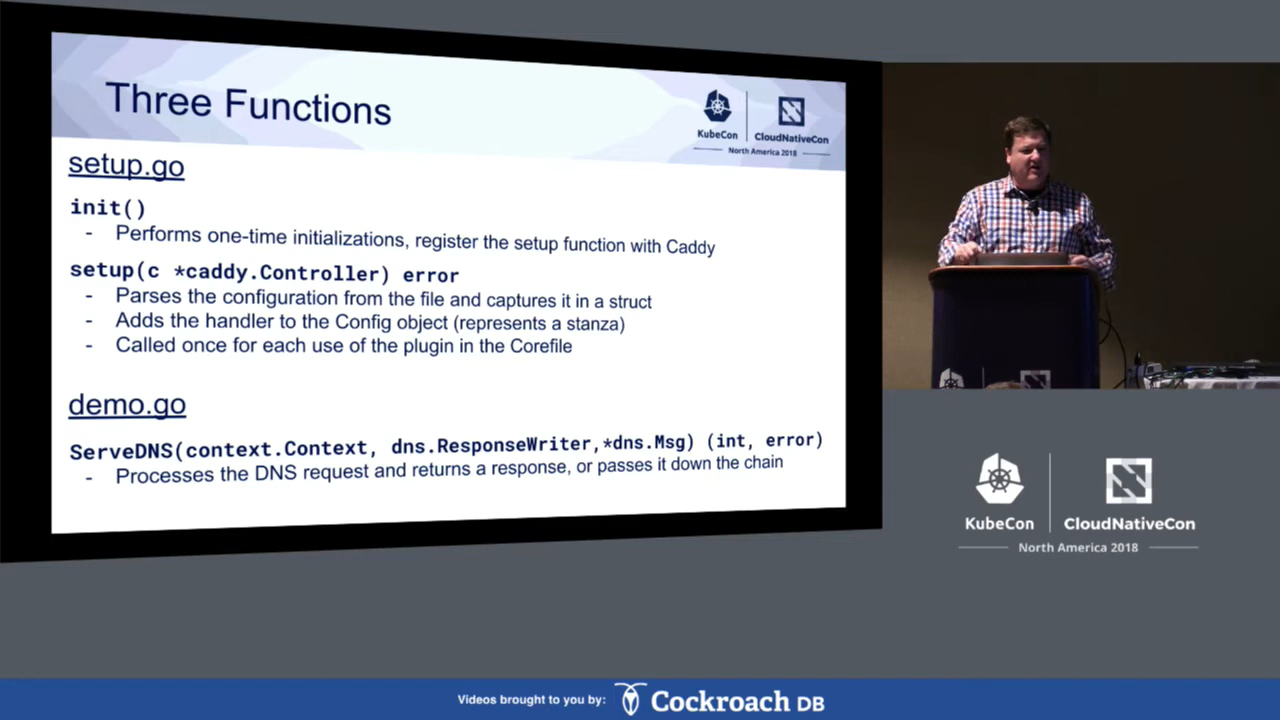 Three Functions
KubeCon
CloudNativeCon
North America 2018
setup.go
init()
- Performs one-time initializations, register the setup function with Caddy
setup(c *caddy.Controller) error
- Parses the configuration from the file and captures it in a struct
- Adds the handler to the Config object (represents a stanza)
- Called once for each use of the plugin in the Corefile
demo.go
ServeDNS(context.Context, dns.ResponseWriter,*dns.Msg) (int, error)
- Processes the DNS request and returns a response, or passes it down the chain
KubeCon
CloudNativeCon
North America 2018
Videos brought to you by: Cockroach DB